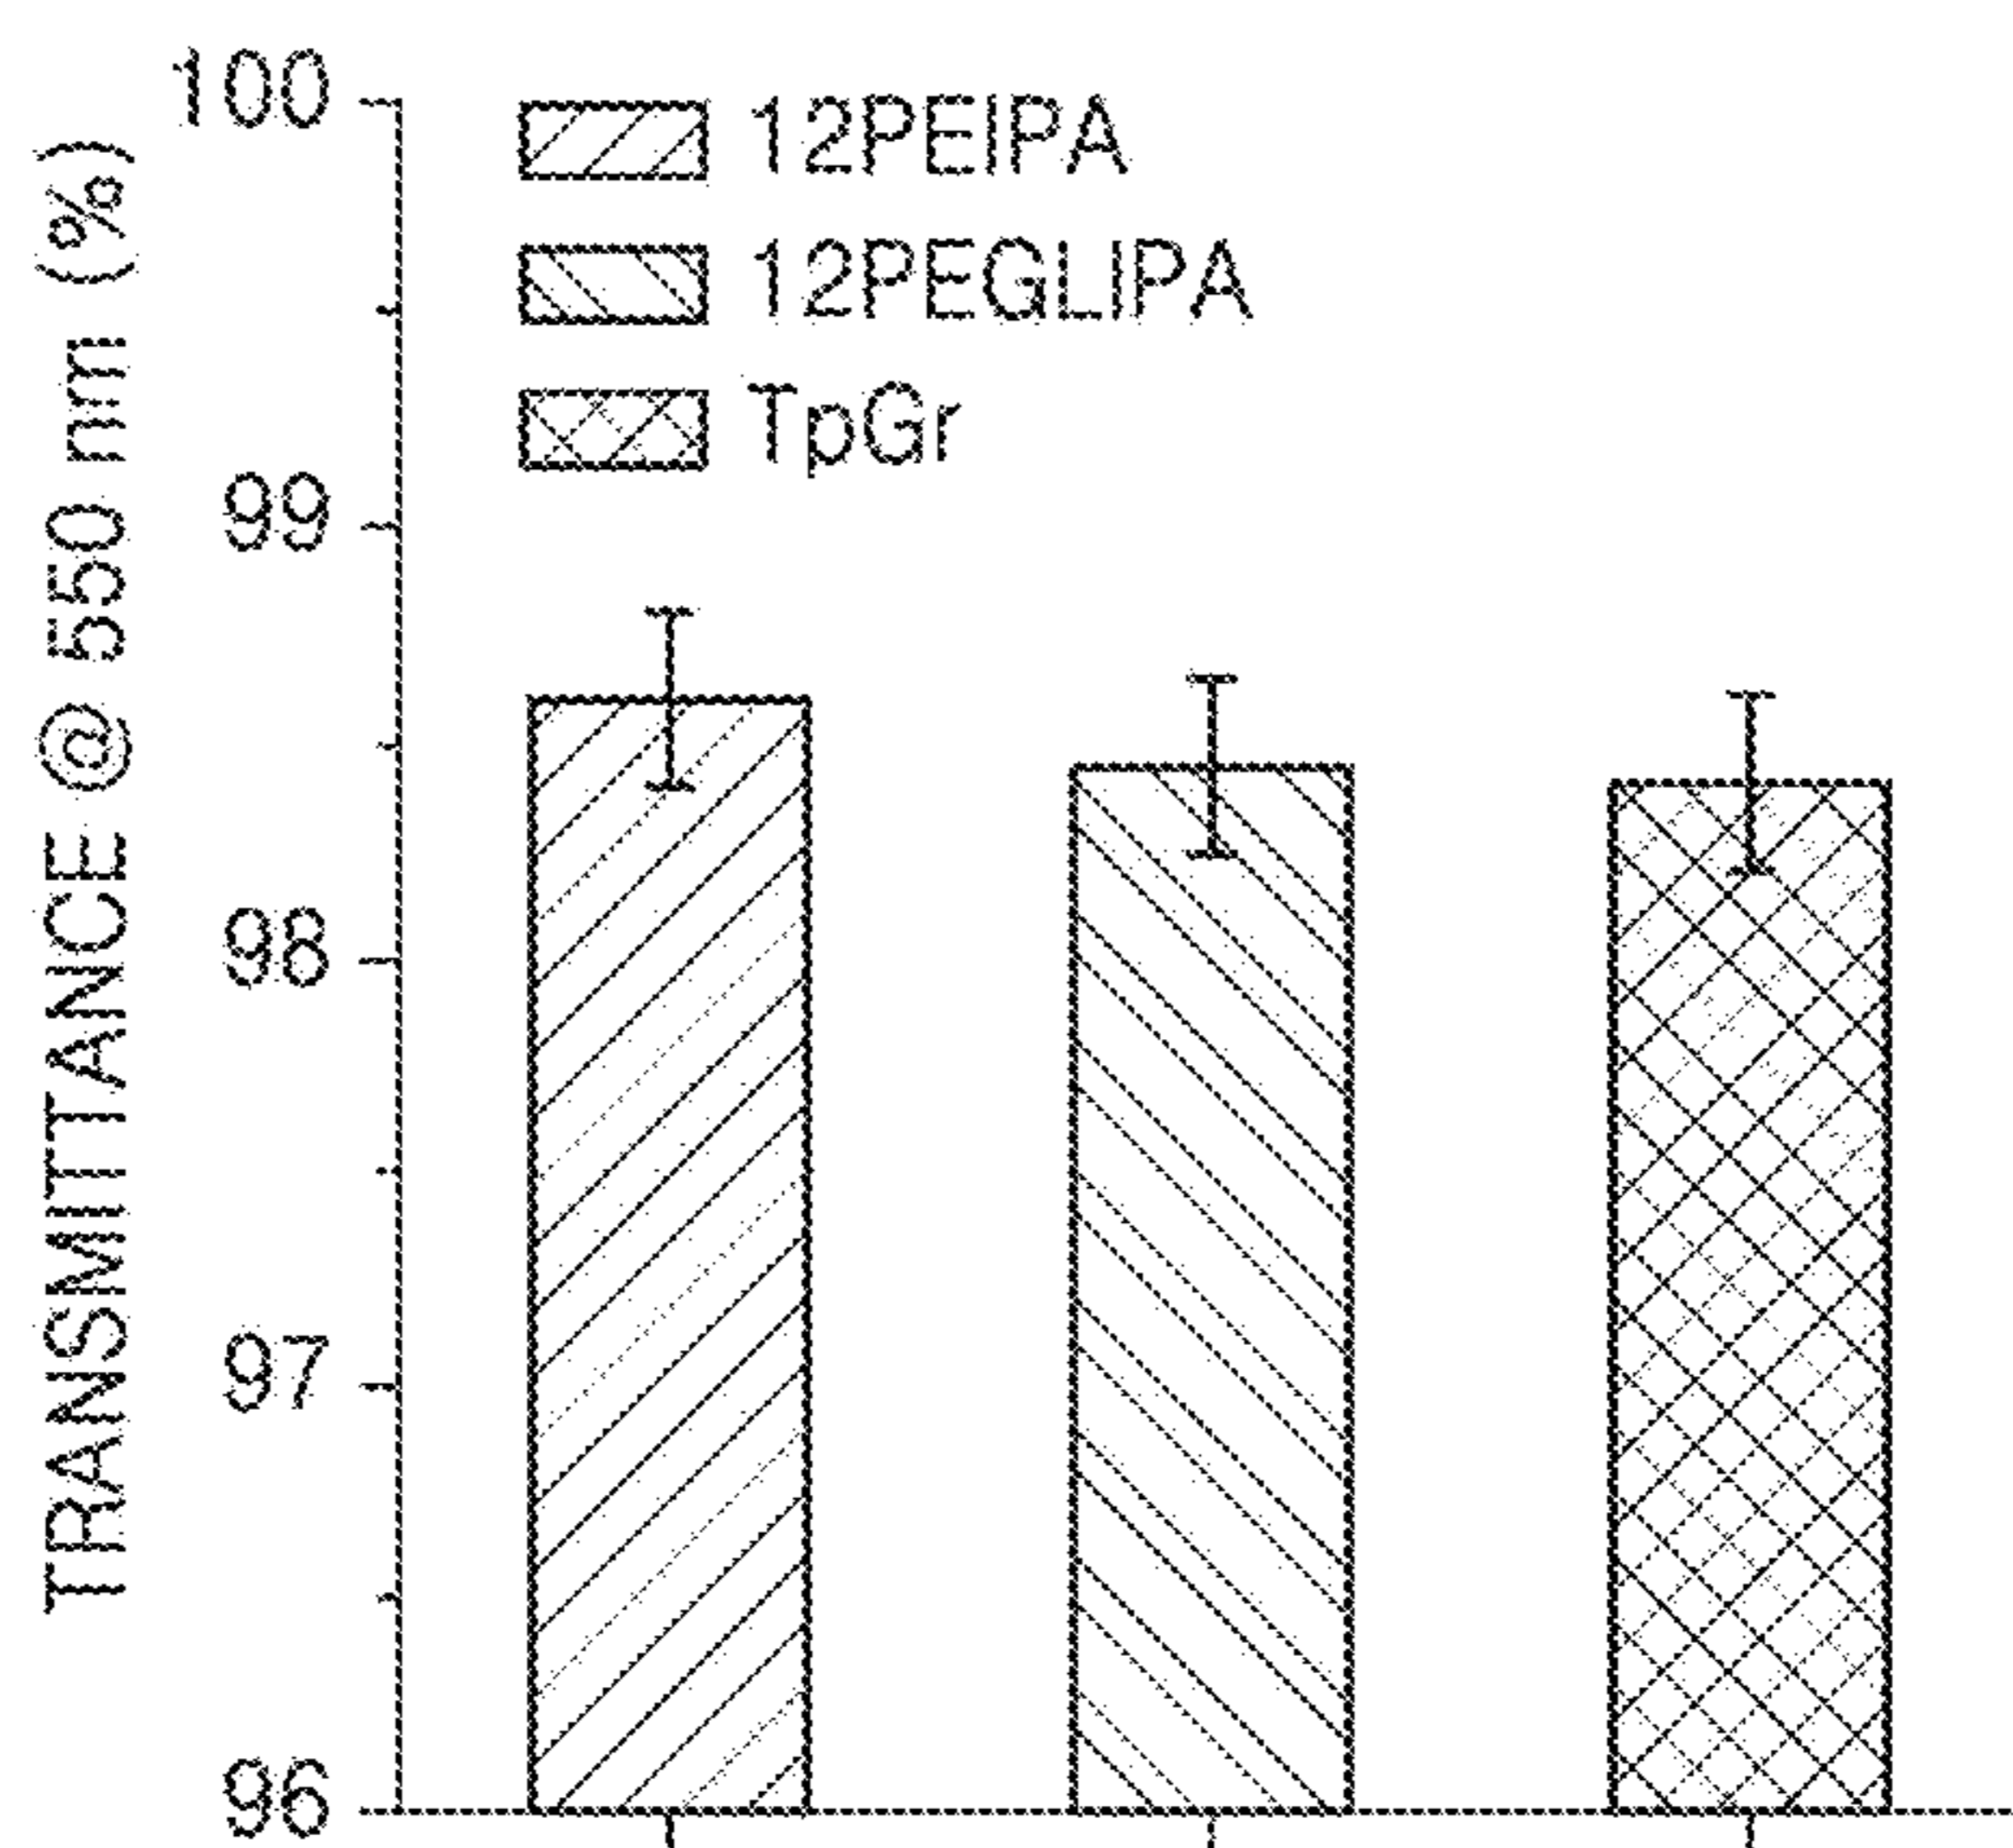 TRANSMITTANCE @ 550 nm (%)
100
99
98
97
96
12PEIPA
12PEGLIPA
TpGr